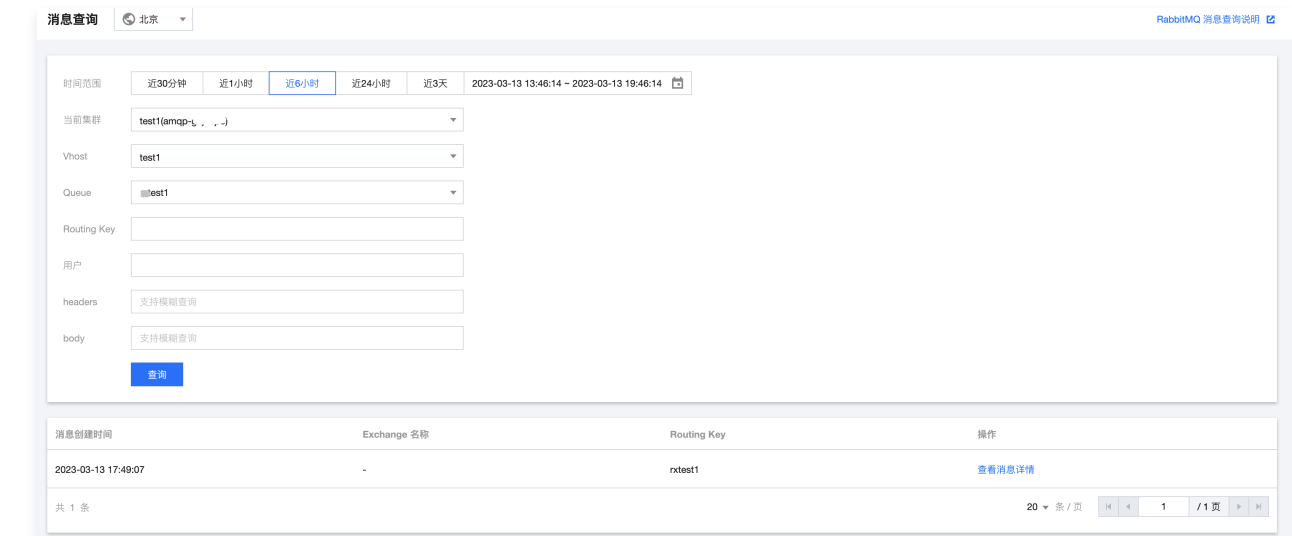 消息查询 北京 RabbitMQ 消息查询说明
时间范围 近30分钟 近1小时 近6小时 近24小时 近3天 2023-03-13 13:46:14 ~ 2023-03-13 19:46:14
当前集群 test1(amqp-
Vhost test1
Queue test1
Routing Key
用户
headers 支持模糊查询
body 支持模糊查询
查询
消息创建时间 Exchange 名称 Routing Key 操作
2023-03-13 17:49:07 - rxtest1 查看消息详情
共 1 条 20 条 / 页 1 / 1 页